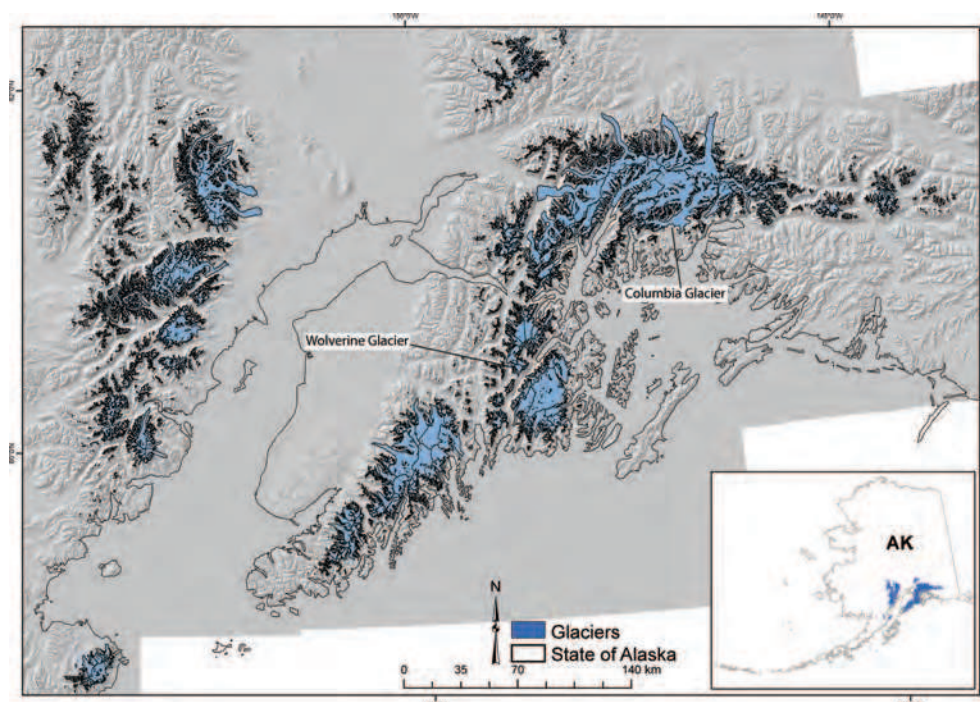 Columbia Glacier
Wolverine Glacier
AK
N
Glaciers
State of Alaska
0 35 70 140 km